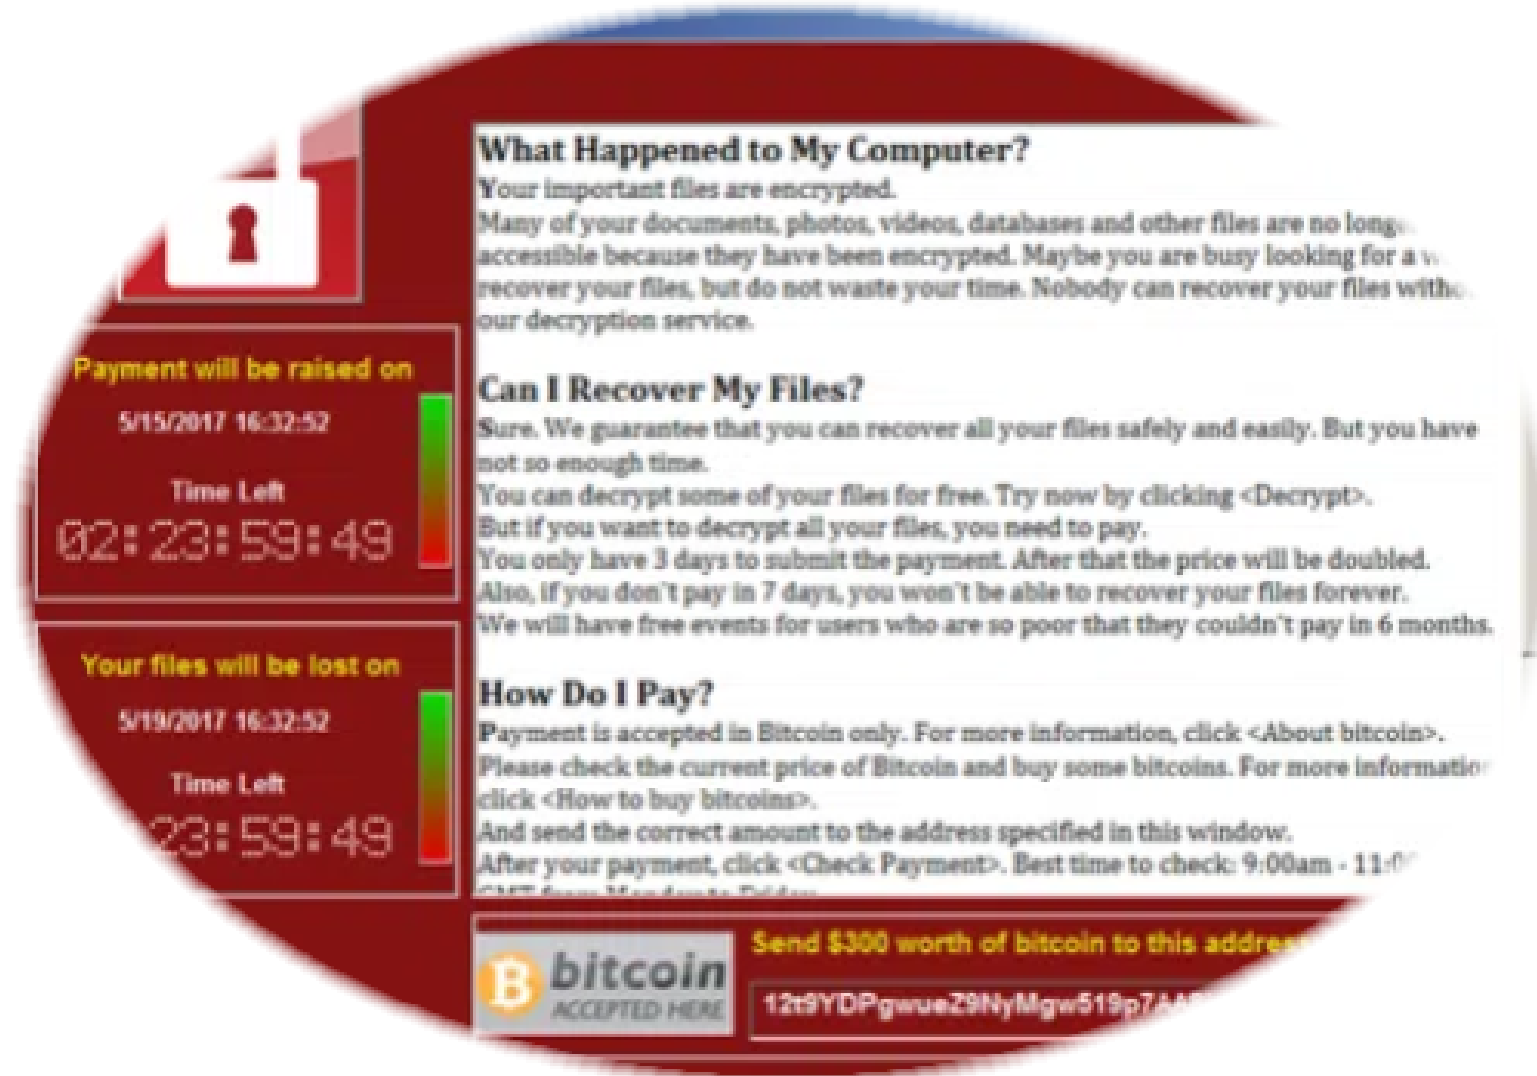 Payment will be raised on
5/15/2017 16:32:52
Time Left
02:23:59:49
Your files will be lost on
5/19/2017 16:32:52
Time Left
23:59:49
What Happened to My Computer?
Your important files are encrypted.
Many of your documents, photos, videos, databases and other files are no
accessible because they have been encrypted. Maybe you are busy looking for a
recover your files, but do not waste your time. Nobody can recover your files
our decryption service.
Can I Recover My Files?
Sure. We guarantee that you can recover all your files safely and easily. But you have
not so enough time.
You can decrypt some of your files for free. Try now by clicking <Decrypt>.
But if you want to decrypt all your files, you need to pay.
You only have 3 days to submit the payment. After that the price will be doubled.
Also, if you don't pay in 7 days, you won't be able to recover your files forever.
We will have free events for users who are so poor that they couldn't pay in 6 months.
How Do I Pay?
Payment is accepted in Bitcoin only. For more information, click <About bitcoin>.
Please check the current price of Bitcoin and buy some bitcoins. For more
click <How to buy bitcoins>.
And send the correct amount to the address specified in this window.
After your payment, click <Check Payment>. Best time to check: 9:00am -
GMT from Monday to Friday.
bitcoin
ACCEPTED HERE
Send $300 worth of bitcoin to this